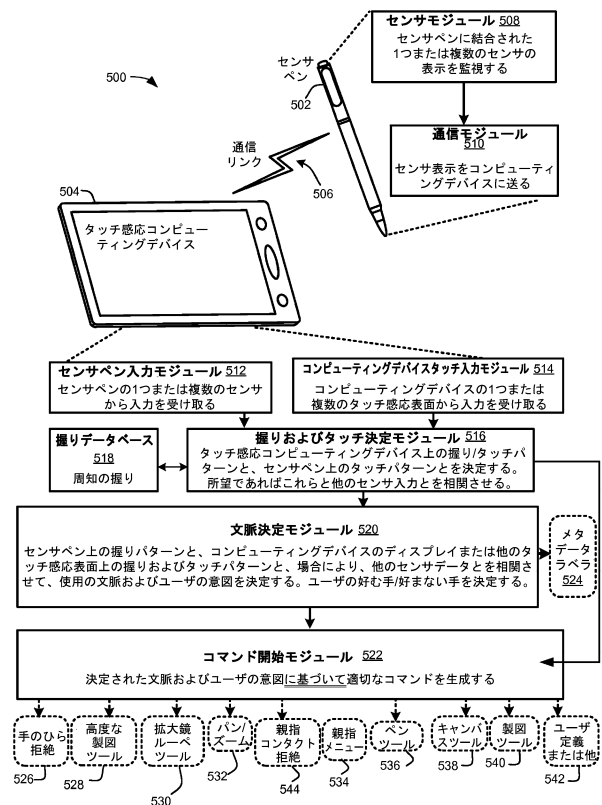 センサモジュール 508
センサペンに結合された
1つまたは複数のセンサの
表示を監視する
センサ
ペン
502
500
通信モジュール
510
センサ表示をコンピューティ
ングデバイスに送る
通信
リンク
506
504
タッチ感応コンピュー
ティングデバイス
センサペン入力モジュール 512
センサペンの1つまたは複数のセンサ
から入力を受け取る
コンピューティングデバイスタッチ入力モジュール 514
コンピューティングデバイスの1つまたは
複数のタッチ感応表面から入力を受け取る
握りデータベース
518
周知の握り
握りおよびタッチ決定モジュール 516
タッチ感応コンピューティングデバイス上の握り/タッチパ
ターンと、センサペン上のタッチパターンとを決定する。
所望であればこれらと他のセンサ入力とを相関させる。
文脈決定モジュール 520
センサペン上の握りパターンと、コンピューティングデバイスのディスプレイまたは他のタ
ッチ感応表面上の握りおよびタッチパターンと、場合により、他のセンサデータとを相関さ
せて、使用の文脈およびユーザの意図を決定する。ユーザの好む手/好まない手を決定する。
メタ
データ
ラベラ
524
コマンド開始モジュール 522
決定された文脈およびユーザの意図に基づいて適切なコマンドを生成する
手のひら
拒絶
526
高度な
製図
ツール
528
拡大鏡
ルーペ
ツール
530
パン/
ズーム
532
親指
コンタクト
拒絶
544
親指
メニュー
534
ペン
ツール
536
キャンバ
スツール
538
製図
ツール
540
ユーザ
定義
または他
542